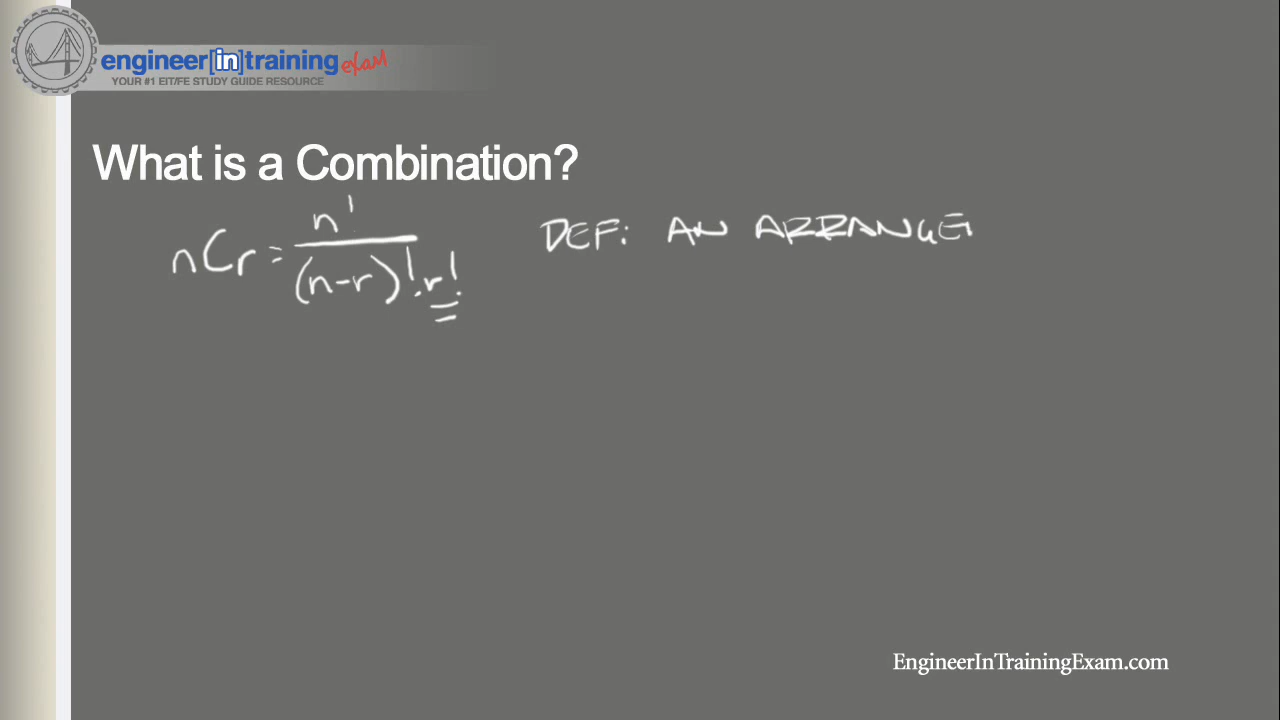 engineer[in]training exam
YOUR #1 EIT/FE STUDY GUIDE RESOURCE
What is a Combination?
nCr = n! / (n-r)!r!
DEF: AN ARRANGE
EngineerInTrainingExam.com